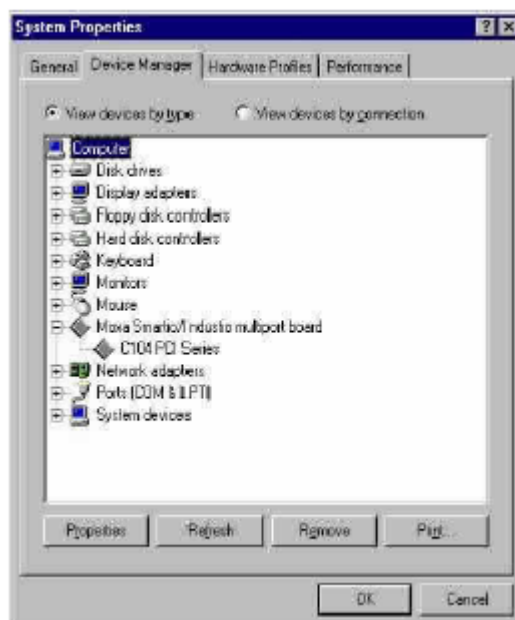 System Properties
General Device Manager Hardware Profiles Performance
View devices by type View devices by connection
Computer
Disk drives
Display adapters
Floppy disk controllers
Hard disk controllers
Keyboard
Monitors
Mouse
Moxa Smartio/Industio multiport board
C104 PCI Series
Network adapters
Ports (COM & LPT)
System devices
Properties Refresh Remove Print...
OK Cancel